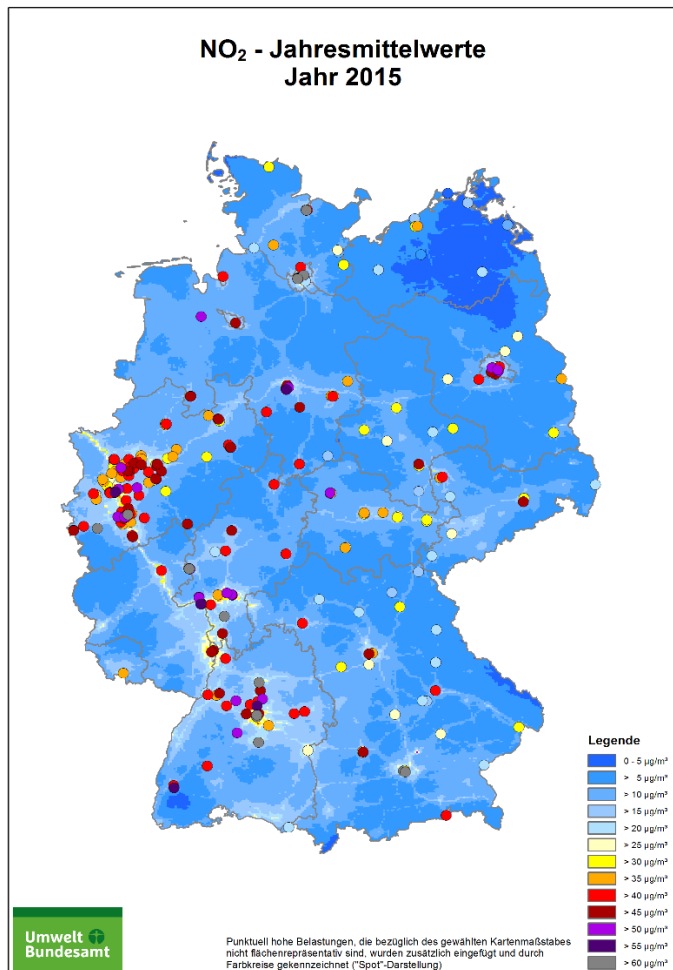 NO₂ - Jahresmittelwerte
Jahr 2015
Legende
0 - 5 µg/m³
> 5 µg/m³
> 10 µg/m³
> 15 µg/m³
> 20 µg/m³
> 25 µg/m³
> 30 µg/m³
> 35 µg/m³
> 40 µg/m³
> 45 µg/m³
> 50 µg/m³
> 55 µg/m³
> 60 µg/m³
Umwelt
Bundesamt
Punktuell hohe Belastungen, die bezüglich des gewählten Kartenmaßstabes
nicht flächenrepräsentativ sind, wurden zusätzlich eingefügt und durch
Farbkreise gekennzeichnet ("Spot"-Darstellung)